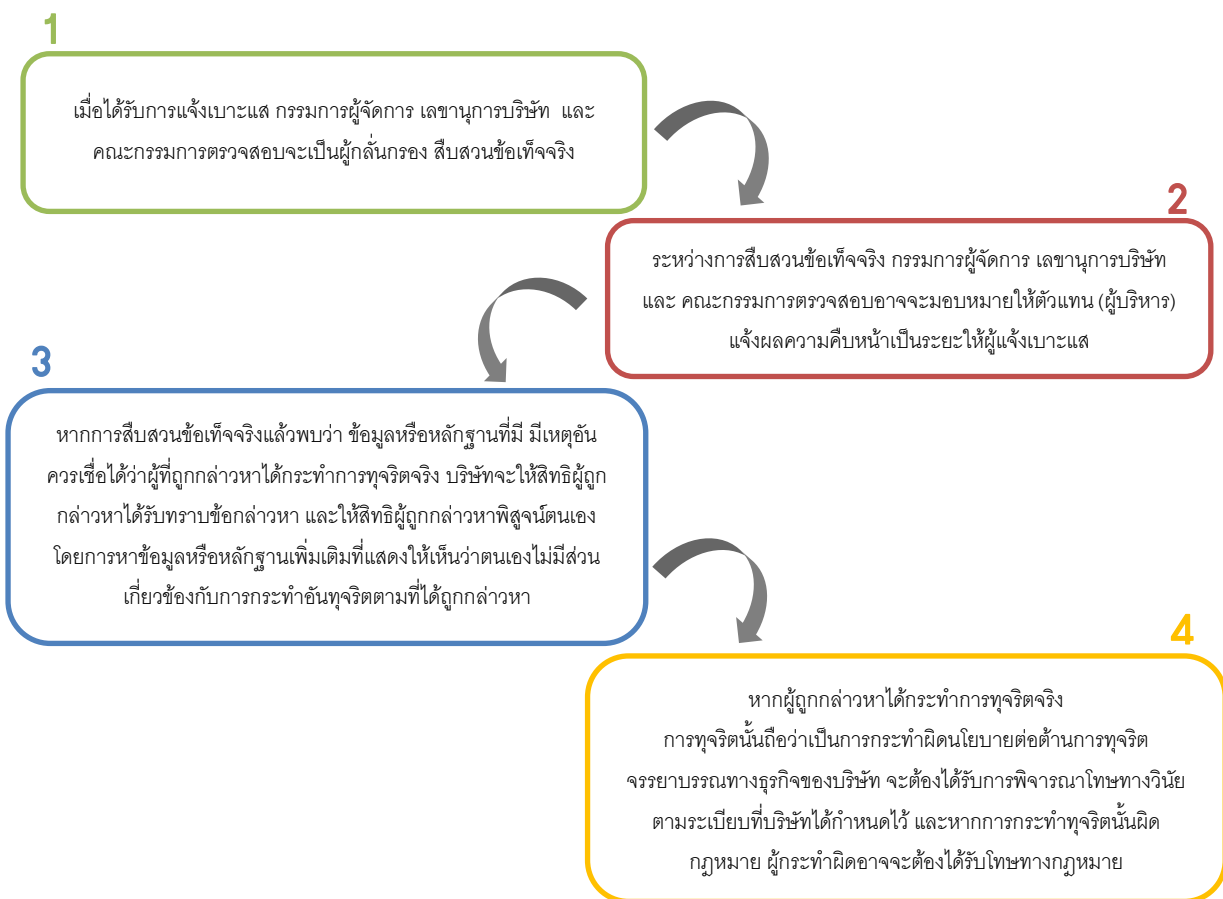 1
เมื่อได้รับการแจ้งเบาะแส กรรมการผู้จัดการ เลขานุการบริษัท และ
คณะกรรมการตรวจสอบจะเป็นผู้กลั่นกรอง สืบสวนข้อเท็จจริง
2
ระหว่างการสืบสวนข้อเท็จจริง กรรมการผู้จัดการ เลขานุการบริษัท
และ คณะกรรมการตรวจสอบอาจจะมอบหมายให้ตัวแทน (ผู้บริหาร)
แจ้งผลความคืบหน้าเป็นระยะให้ผู้แจ้งเบาะแส
3
หากการสืบสวนข้อเท็จจริงแล้วพบว่า ข้อมูลหรือหลักฐานที่มี มีเหตุอัน
ควรเชื่อได้ว่าผู้ที่ถูกกล่าวหาได้กระทำการทุจริตจริง บริษัทจะให้สิทธิผู้ถูก
กล่าวหาได้รับทราบข้อกล่าวหา และให้สิทธิผู้ถูกกล่าวหาพิสูจน์ตนเอง
โดยการหาข้อมูลหรือหลักฐานเพิ่มเติมที่แสดงให้เห็นว่าตนเองไม่มีส่วน
เกี่ยวข้องกับการกระทำอันทุจริตตามที่ได้ถูกกล่าวหา
4
หากผู้ถูกกล่าวหาได้กระทำการทุจริตจริง
การทุจริตนั้นถือว่าเป็นการกระทำผิดนโยบายต่อต้านการทุจริต
จรรยาบรรณทางธุรกิจของบริษัท จะต้องได้รับการพิจารณาโทษทางวินัย
ตามระเบียบที่บริษัทได้กำหนดไว้ และหากการกระทำทุจริตนั้นผิด
กฎหมาย ผู้กระทำผิดอาจจะต้องได้รับโทษทางกฎหมาย